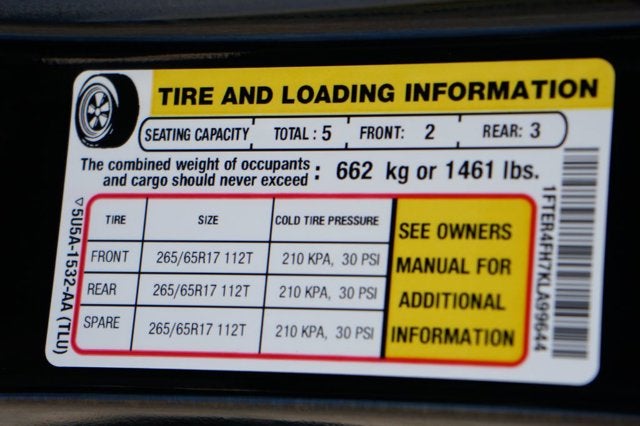 TIRE AND LOADING INFORMATION
SEATING CAPACITY TOTAL : 5 FRONT: 2 REAR: 3
The combined weight of occupants
and cargo should never exceed : 662 kg or 1461 lbs.
TIRE SIZE COLD TIRE PRESSURE
FRONT 265/65R17 112T 210 KPA, 30 PSI
REAR 265/65R17 112T 210 KPA, 30 PSI
SPARE 265/65R17 112T 210 KPA, 30 PSI
SEE OWNERS
MANUAL FOR
ADDITIONAL
INFORMATION
5U5A-1532-AA (TLU)
1FTER4FH7KLA99644